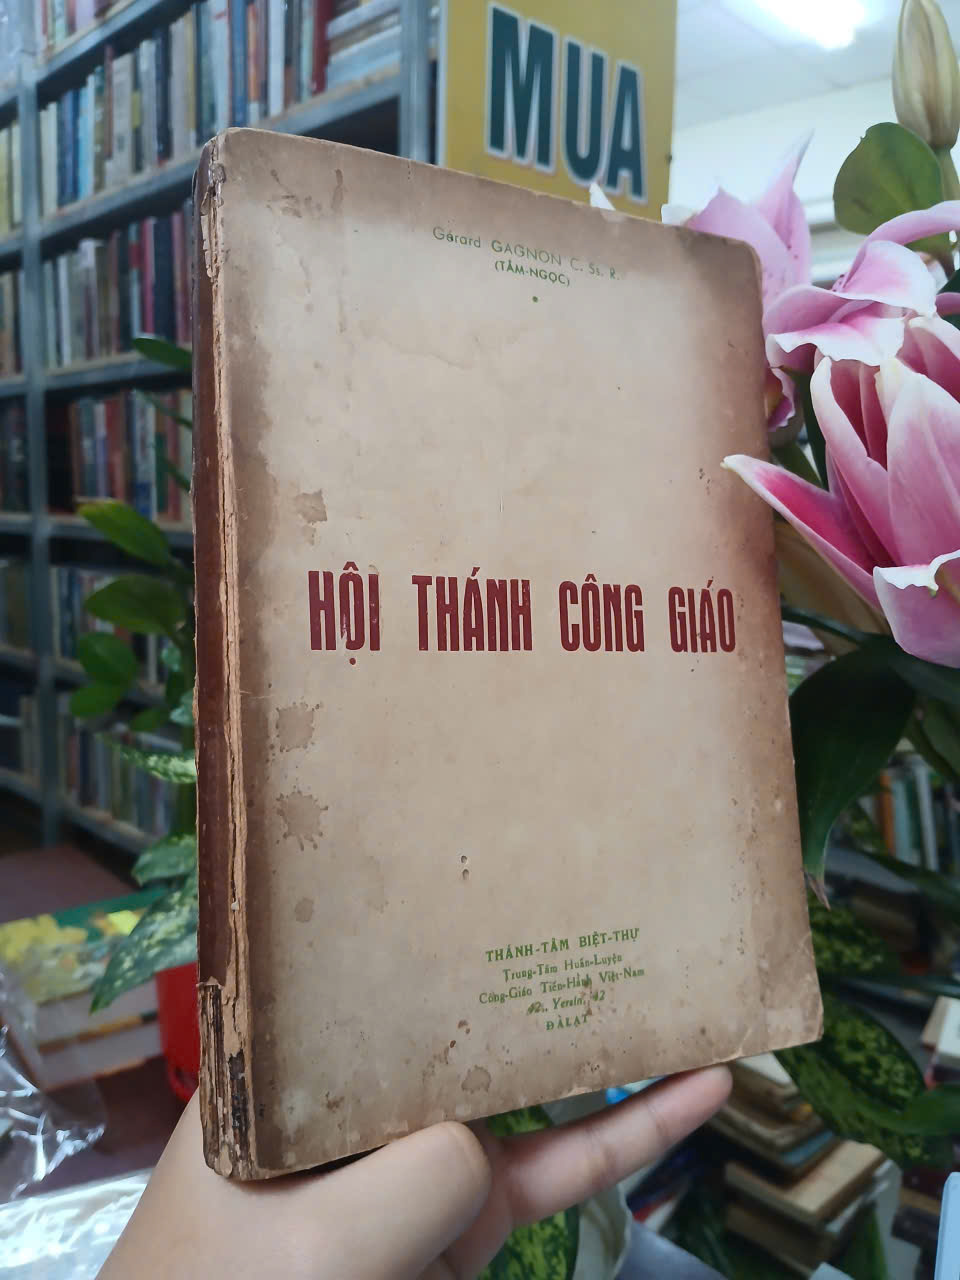 MUA
Gérard GAGNON C. Ss. R.
(TÂM-NGỌC)
HỘI THÁNH CÔNG GIÁO
THÁNH-TÂM BIỆT-THỰ
Trung-Tâm Huấn-Luyện
Công-Giáo Tiến-Hành Việt-Nam
42, Yersin, 42
ĐÀLẠT